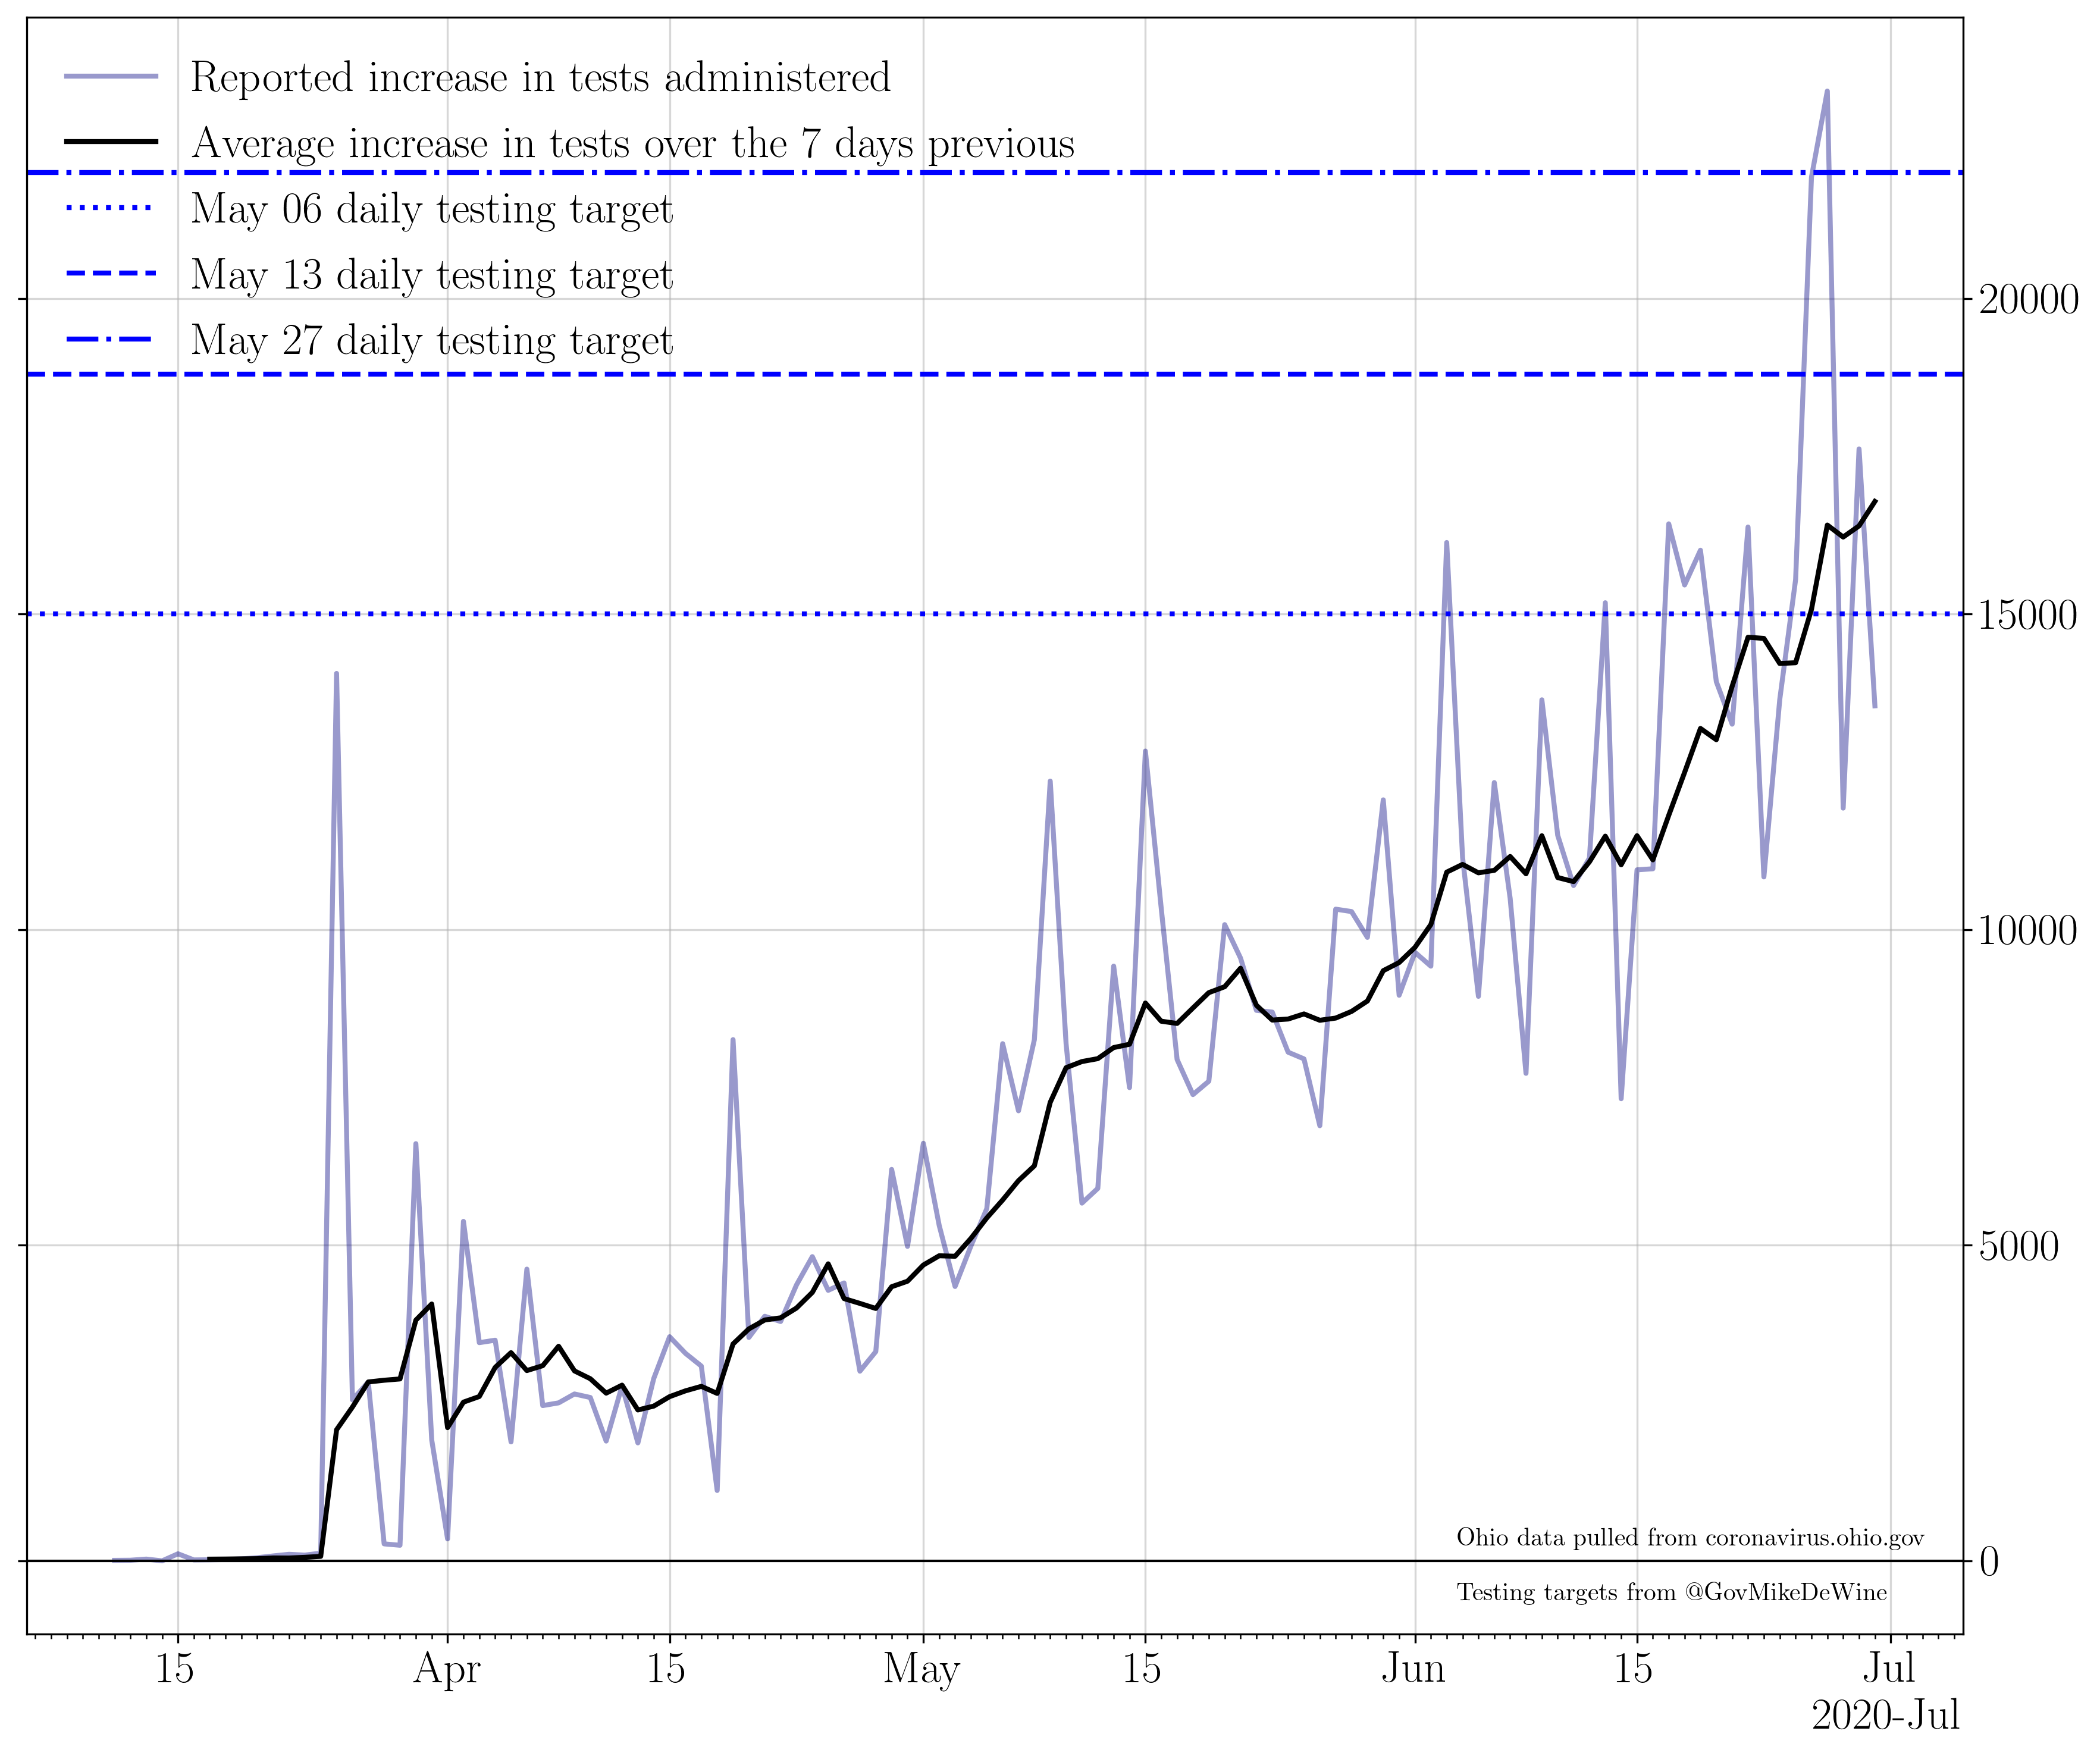 Reported increase in tests administered
Average increase in tests over the 7 days previous
May 06 daily testing target
May 13 daily testing target
May 27 daily testing target
20000
15000
10000
5000
0
Ohio data pulled from coronavirus.ohio.gov
Testing targets from @GovMikeDeWine
15 Apr 15 May 15 Jun 15 Jul
2020-Jul